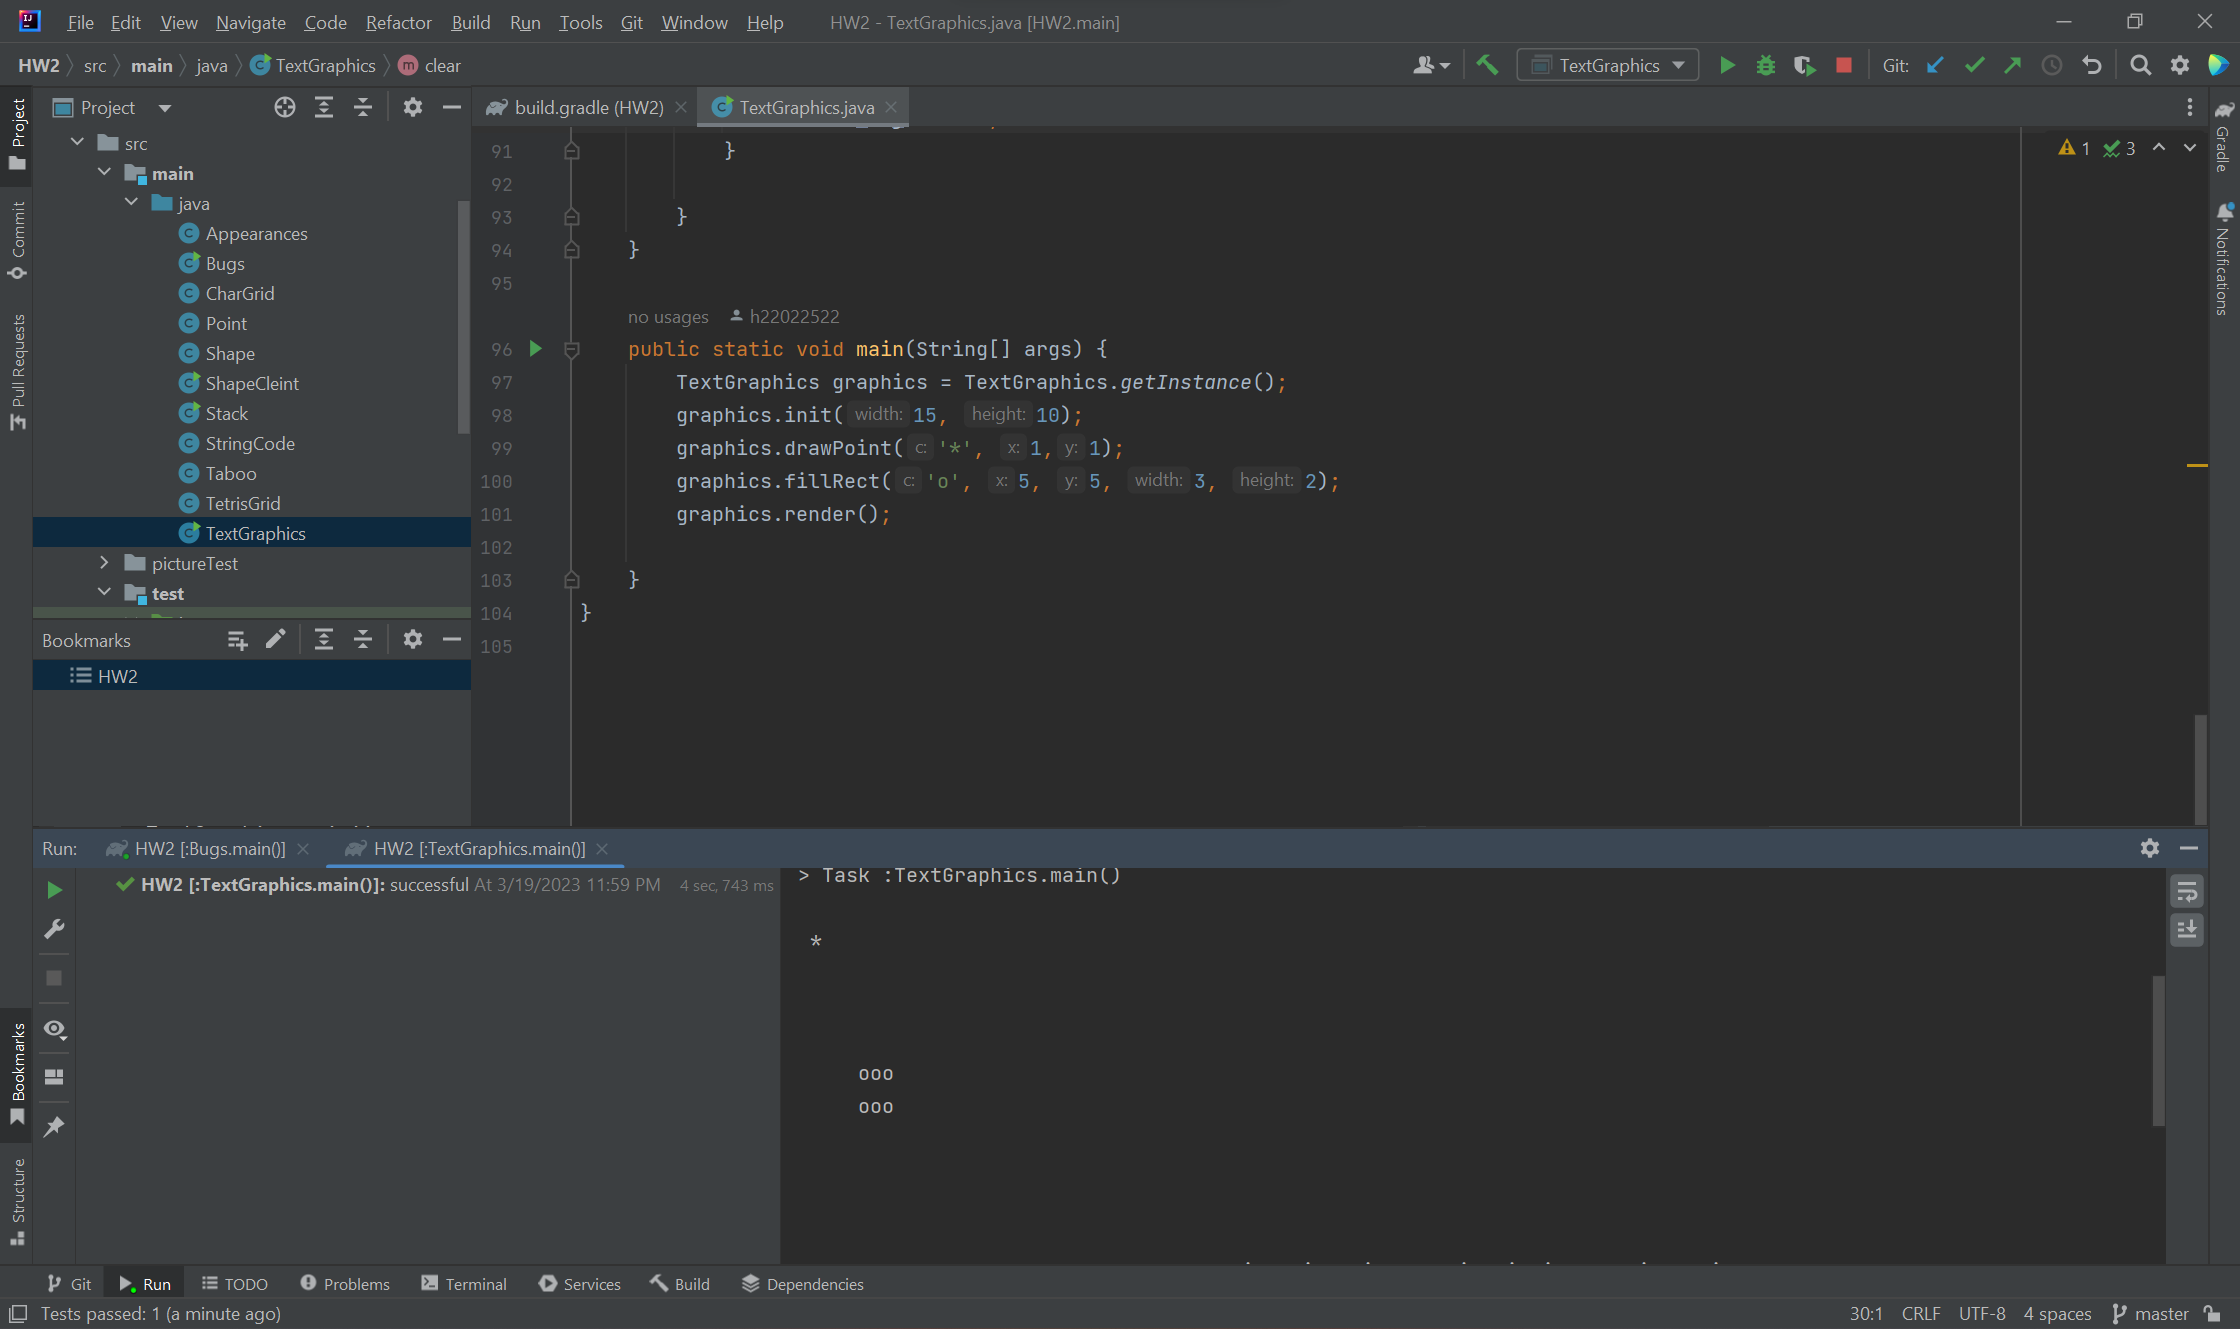 File Edit View Navigate Code Refactor Build Run Tools Git Window Help HW2 - TextGraphics.java [HW2.main]
HW2 src main java TextGraphics clear TextGraphics Git:
Project
src
main
java
Appearances
Bugs
CharGrid
Point
Shape
ShapeCleint
Stack
StringCode
Taboo
TetrisGrid
TextGraphics
pictureTest
test
Bookmarks
HW2
build.gradle (HW2) TextGraphics.java
1 3
91 }
92
93 }
94 }
95
no usages h22022522
96 public static void main(String[] args) {
97 TextGraphics graphics = TextGraphics.getInstance();
98 graphics.init( width: 15, height: 10);
99 graphics.drawPoint( c: '*', x: 1, y: 1);
100 graphics.fillRect( c: 'o', x: 5, y: 5, width: 3, height: 2);
101 graphics.render();
102
103 }
104 }
105
Project
Commit
Pull Requests
Bookmarks
Structure
Gradle
Notifications
Run: HW2 [:Bugs.main()] HW2 [:TextGraphics.main()]
HW2 [:TextGraphics.main()]: successful At 3/19/2023 11:59 PM 4 sec, 743 ms
> Task :TextGraphics.main()
*
ooo
ooo
Git Run TODO Problems Terminal Services Build Dependencies
Tests passed: 1 (a minute ago) 30:1 CRLF UTF-8 4 spaces master